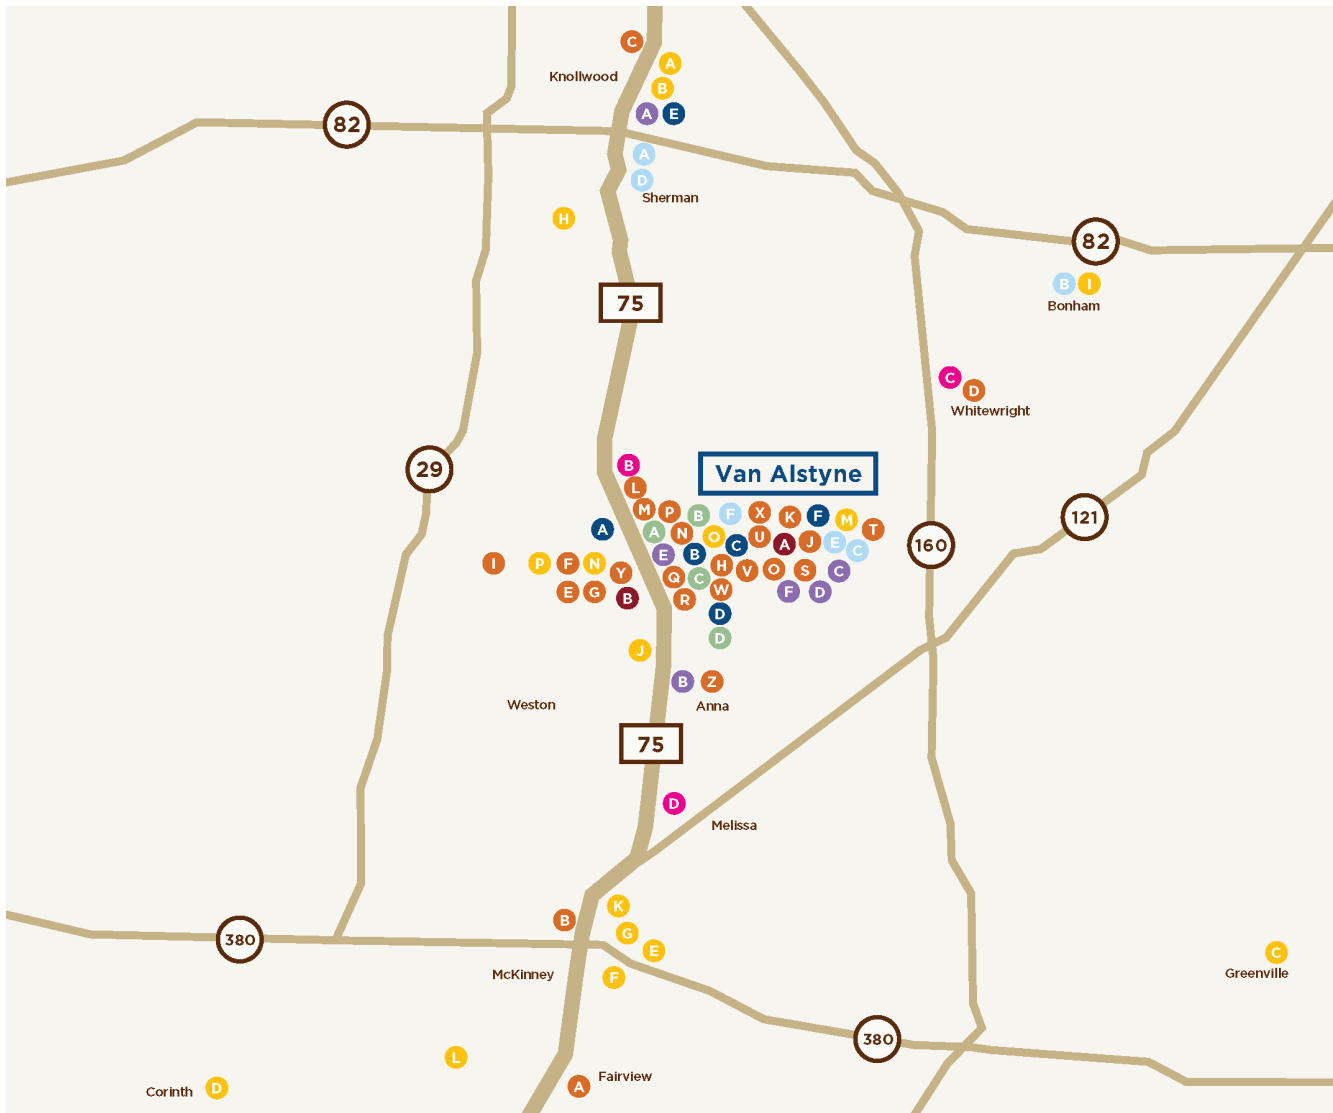 C
A
Knollwood
B
A E
82
A
D
Sherman
H
82
B I
Bonham
75
C
D
Whitewright
B
Van Alstyne
29
L
M P B F X K F M
A A N O C U A J E T
E B H V O S C C
I P F N Y Q C W F D
E G B R
D
D
121
160
J
B Z
Weston
Anna
75
D
Melissa
K
B
G
380
E
McKinney
F
C
Greenville
380
L
Fairview
A
Corinth D